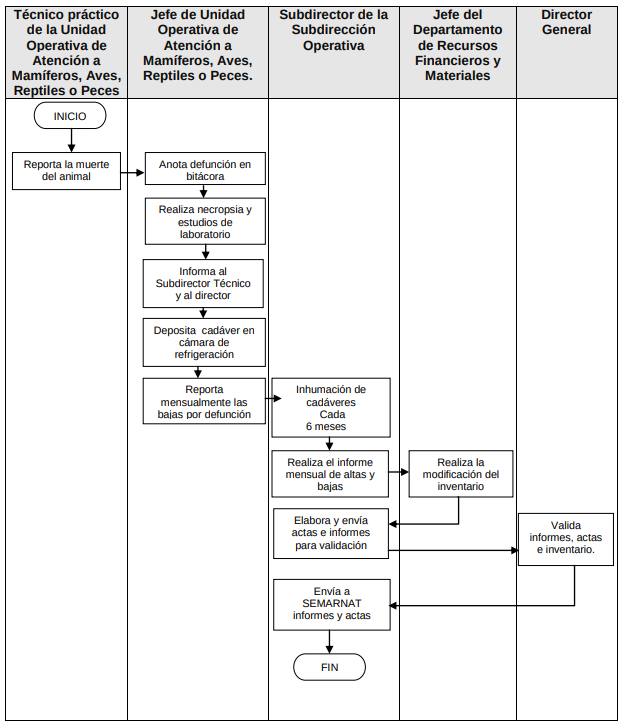 Técnico práctico
de la Unidad
Operativa de
Atención a
Mamíferos, Aves,
Reptiles o Peces
Jefe de Unidad
Operativa de
Atención a
Mamíferos, Aves,
Reptiles o Peces.
Subdirector de la
Subdirección
Operativa
Jefe del
Departamento
de Recursos
Financieros y
Materiales
Director
General
INICIO
Reporta la muerte
del animal
Anota defunción en
bitácora
Realiza necropsia y
estudios de
laboratorio
Informa al
Subdirector Técnico
y al director
Deposita cadáver en
cámara de
refrigeración
Reporta
mensualmente las
bajas por defunción
Inhumación de
cadáveres
Cada
6 meses
Realiza el informe
mensual de altas y
bajas
Realiza la
modificación del
inventario
Elabora y envía
actas e informes
para validación
Valida
informes, actas
e inventario.
Envía a
SEMARNAT
informes y actas
FIN